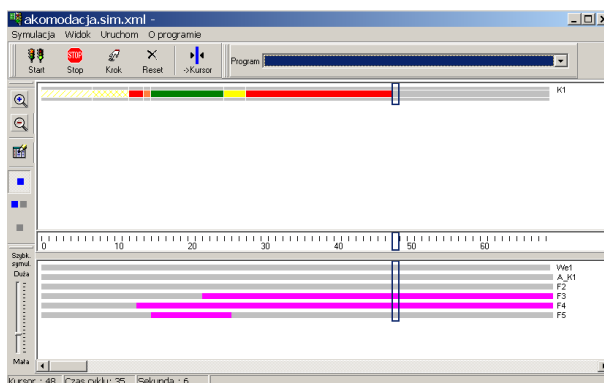 akomodacja.sim.xml -
Symulacja Widok Uruchom O programie
STOP
Start Stop Krok Reset ->Kursor Program
K1
0 10 20 30 40 50 60
Szybk.
symul.
Duża
Mała
We1
A_K1
F2
F3
F4
F5
Kursor : 48 Czas cyklu: 35 Sekunda : 6